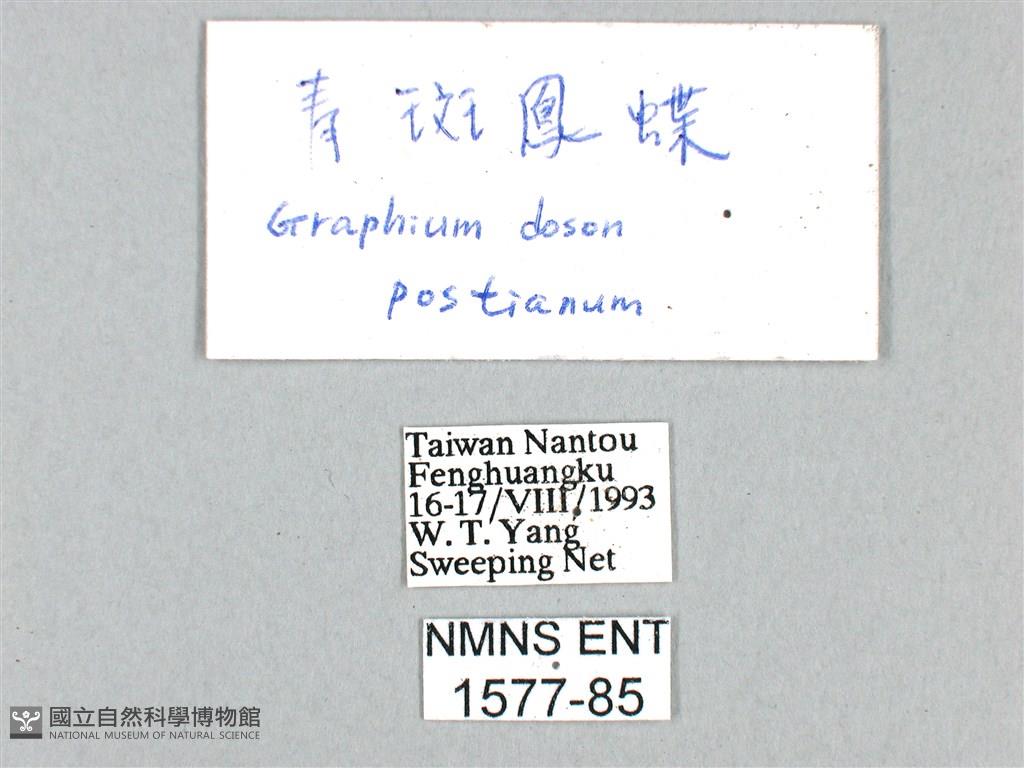 青斑鳳蝶
Graphium doson
postianum
Taiwan Nantou
Fenghuangku
16-17/VIII/1993
W. T. Yang
Sweeping Net
NMNS ENT
1577-85
國立自然科學博物館
NATIONAL MUSEUM OF NATURAL SCIENCE